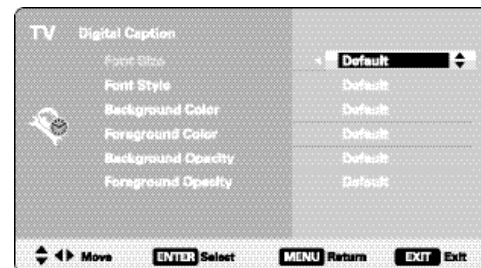 TV Digital Caption
Font Size Default
Font Style Default
Background Color Default
Foreground Color Default
Background Opacity Default
Foreground Opacity Default
Move ENTER Select MENU Return EXIT Exit